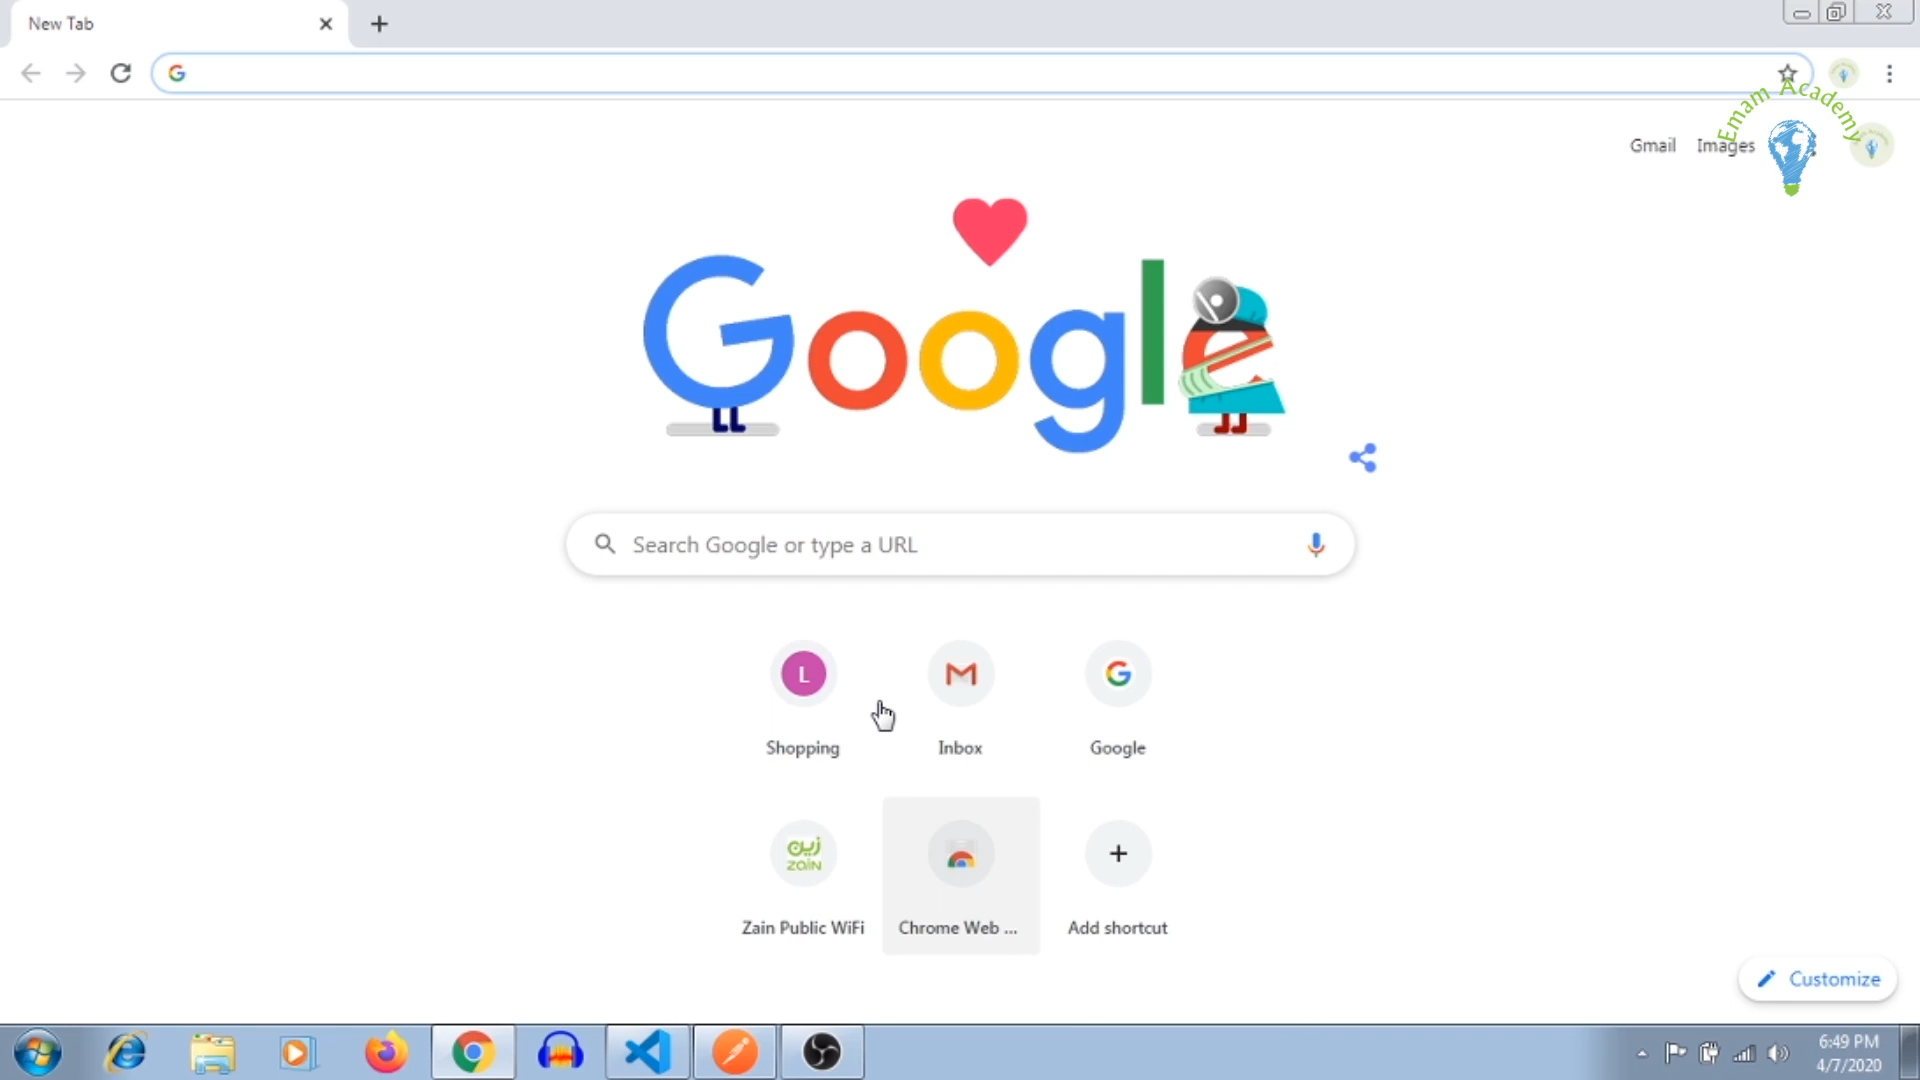 New Tab
Emam Academy
Gmail Images
Google
Search Google or type a URL
L
Shopping Inbox Google
زين
ZAIN
Zain Public WiFi Chrome Web ... Add shortcut
Customize
6:49 PM
4/7/2020